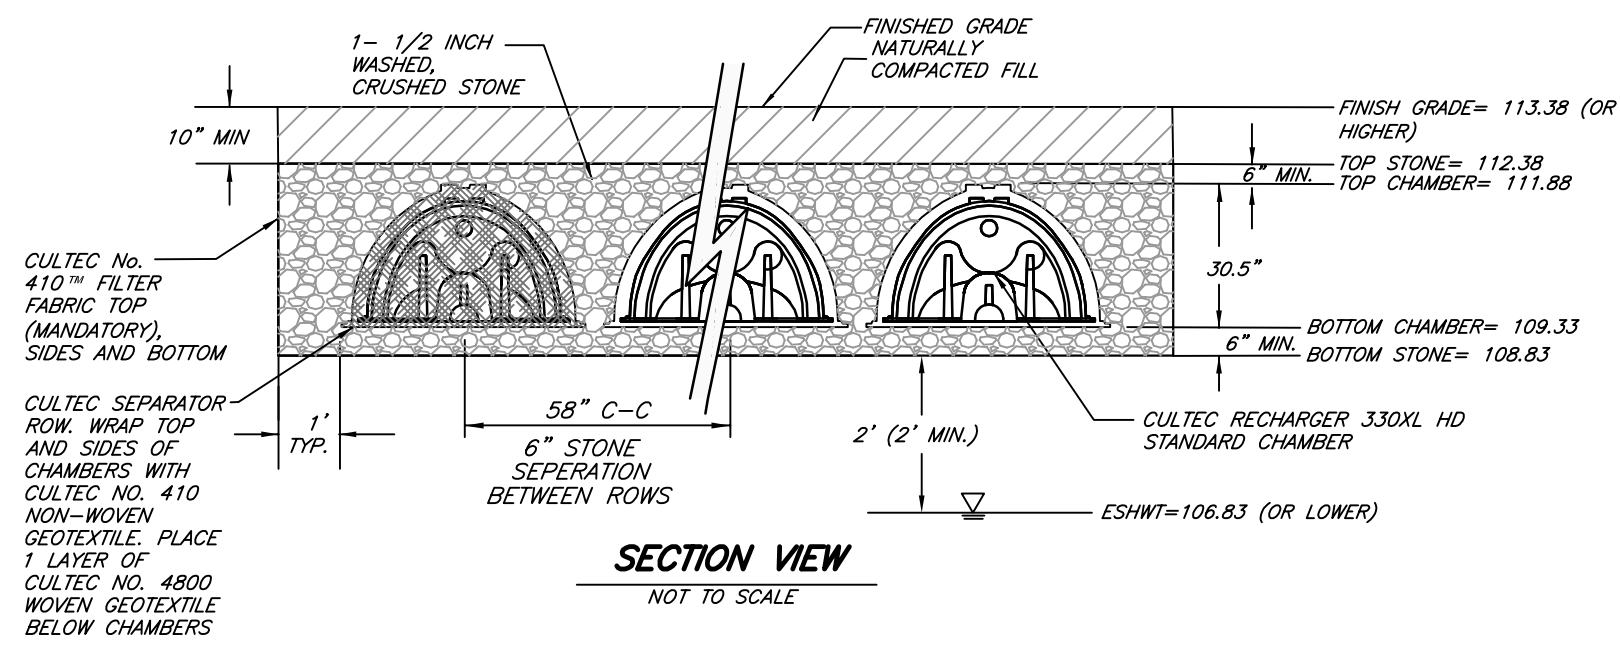 1- 1/2 INCH
WASHED,
CRUSHED STONE
FINISHED GRADE
NATURALLY
COMPACTED FILL
10" MIN
FINISH GRADE= 113.38 (OR
HIGHER)
TOP STONE= 112.38
6" MIN.
TOP CHAMBER= 111.88
30.5"
BOTTOM CHAMBER= 109.33
6" MIN.
BOTTOM STONE= 108.83
CULTEC No.
410™ FILTER
FABRIC TOP
(MANDATORY),
SIDES AND BOTTOM
CULTEC SEPARATOR
ROW. WRAP TOP
AND SIDES OF
CHAMBERS WITH
CULTEC NO. 410
NON-WOVEN
GEOTEXTILE. PLACE
1 LAYER OF
CULTEC NO. 4800
WOVEN GEOTEXTILE
BELOW CHAMBERS
1'
TYP.
58" C-C
6" STONE
SEPERATION
BETWEEN ROWS
2' (2' MIN.)
CULTEC RECHARGER 330XL HD
STANDARD CHAMBER
ESHWT=106.83 (OR LOWER)
SECTION VIEW
NOT TO SCALE